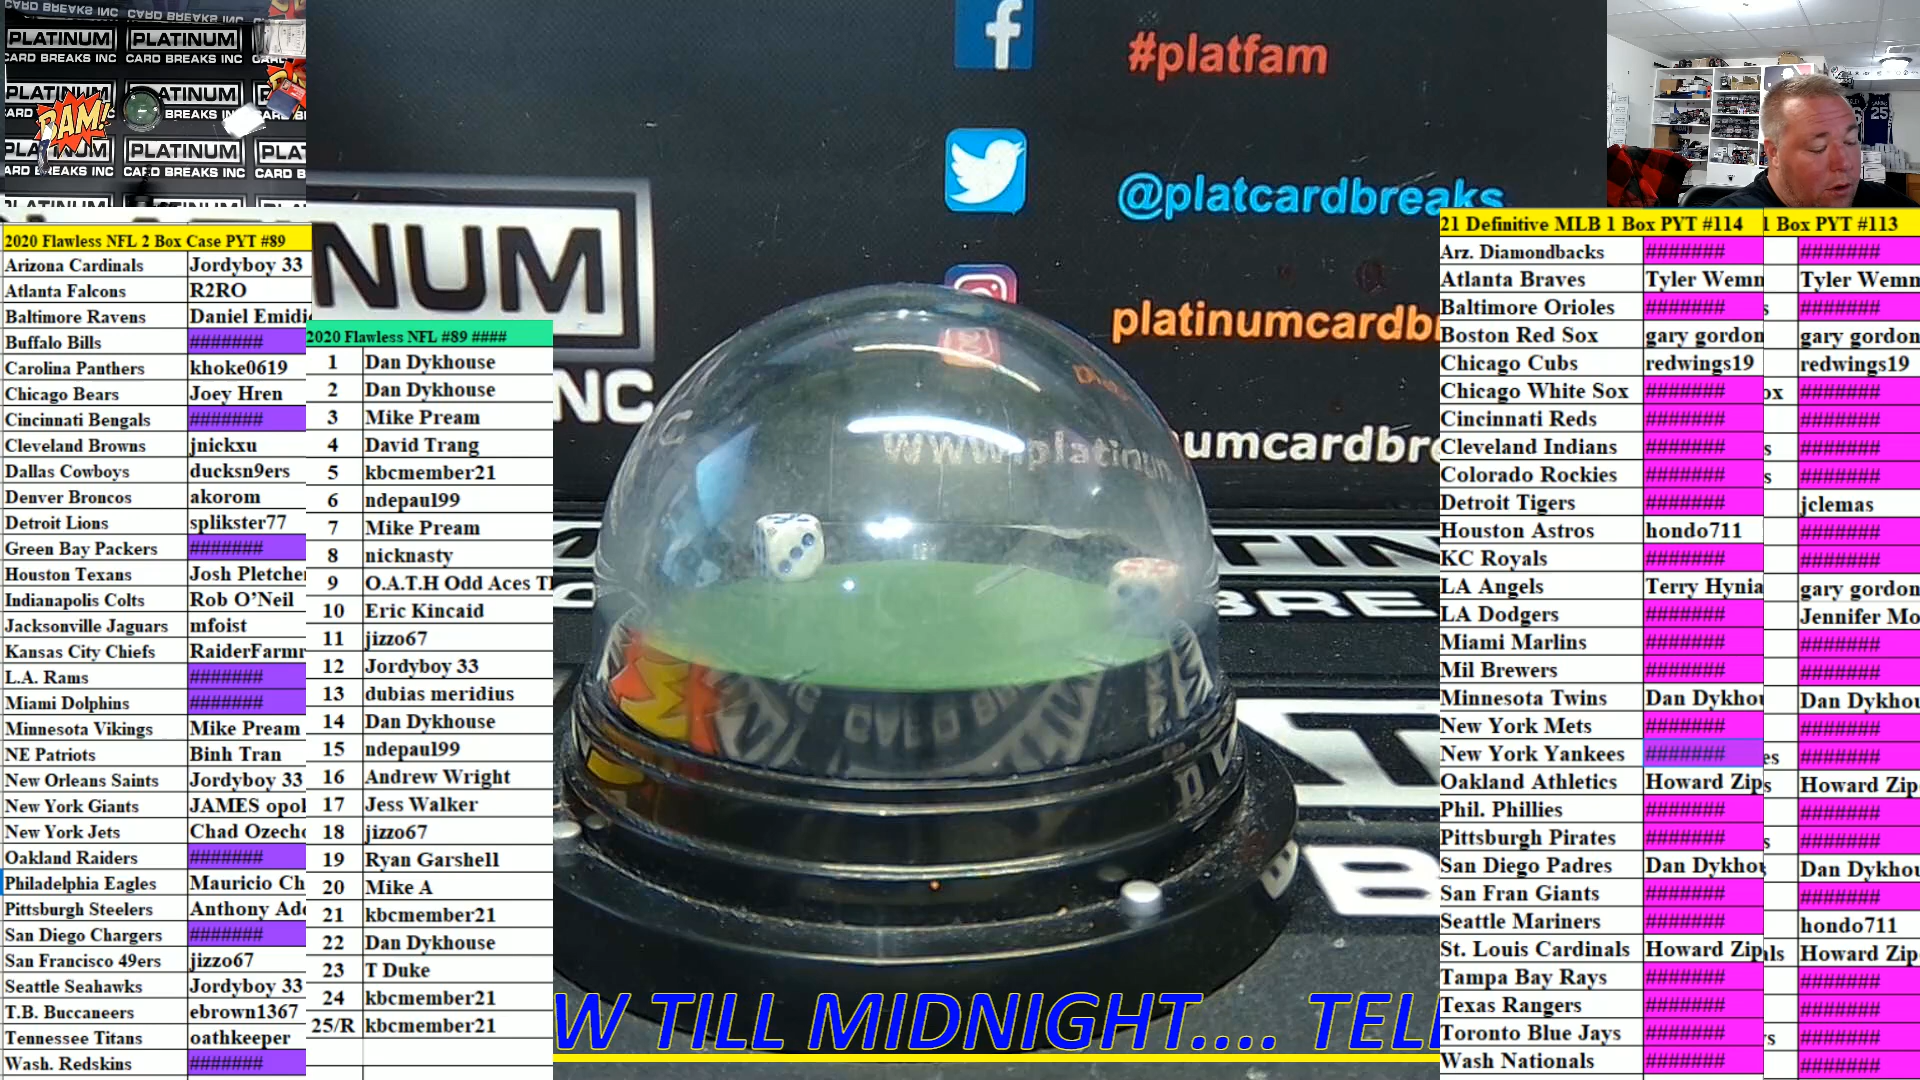 PLATINUM PLATINUM
CARD BREAKS INC CARD BREAKS INC
BAM!
PLATINUM
CARD BREAKS INC
#platfam
@platcardbreaks
platinumcardb
www.platinumcardbre
NUM
INC
2020 Flawless NFL 2 Box Case PYT #89
Arizona Cardinals Jordyboy 33
Atlanta Falcons R2RO
Baltimore Ravens Daniel Emidi
Buffalo Bills #######
Carolina Panthers khoke0619
Chicago Bears Joey Hren
Cincinnati Bengals #######
Cleveland Browns jnickxu
Dallas Cowboys ducksn9ers
Denver Broncos akorom
Detroit Lions splikster77
Green Bay Packers #######
Houston Texans Josh Pletche
Indianapolis Colts Rob O’Neil
Jacksonville Jaguars mfoist
Kansas City Chiefs RaiderFarmr
L.A. Rams #######
Miami Dolphins #######
Minnesota Vikings Mike Pream
NE Patriots Binh Tran
New Orleans Saints Jordyboy 33
New York Giants JAMES opol
New York Jets Chad Ozech
Oakland Raiders #######
Philadelphia Eagles Mauricio Ch
Pittsburgh Steelers Anthony Ad
San Diego Chargers #######
San Francisco 49ers jizzo67
Seattle Seahawks Jordyboy 33
T.B. Buccaneers ebrown1367
Tennessee Titans oathkeeper
Wash. Redskins #######
2020 Flawless NFL #89 ####
1 Dan Dykhouse
2 Dan Dykhouse
3 Mike Pream
4 David Trang
5 kbcmember21
6 ndepaul99
7 Mike Pream
8 nicknasty
9 O.A.T.H Odd Aces T
10 Eric Kincaid
11 jizzo67
12 Jordyboy 33
13 dubias meridius
14 Dan Dykhouse
15 ndepaul99
16 Andrew Wright
17 Jess Walker
18 jizzo67
19 Ryan Garshell
20 Mike A
21 kbcmember21
22 Dan Dykhouse
23 T Duke
24 kbcmember21
25/R kbcmember21
21 Definitive MLB 1 Box PYT #114 1 Box PYT #113
Arz. Diamondbacks ####### #######
Atlanta Braves Tyler Wemn Tyler Wemn
Baltimore Orioles ####### s #######
Boston Red Sox gary gordon gary gordon
Chicago Cubs redwings19 redwings19
Chicago White Sox ####### ox #######
Cincinnati Reds ####### #######
Cleveland Indians ####### s #######
Colorado Rockies ####### s #######
Detroit Tigers ####### jclemas
Houston Astros hondo711 #######
KC Royals ####### #######
LA Angels Terry Hynia gary gordon
LA Dodgers ####### Jennifer Mo
Miami Marlins ####### #######
Mil Brewers ####### #######
Minnesota Twins Dan Dykhou Dan Dykhou
New York Mets ####### #######
New York Yankees ####### es #######
Oakland Athletics Howard Zip Howard Zip
Phil. Phillies ####### #######
Pittsburgh Pirates ####### s #######
San Diego Padres Dan Dykhou Dan Dykhou
San Fran Giants ####### #######
Seattle Mariners ####### hondo711
St. Louis Cardinals Howard Zip ls Howard Zip
Tampa Bay Rays ####### #######
Texas Rangers ####### #######
Toronto Blue Jays ####### rs #######
Wash Nationals ####### #######
W TILL MIDNIGHT.... TEL